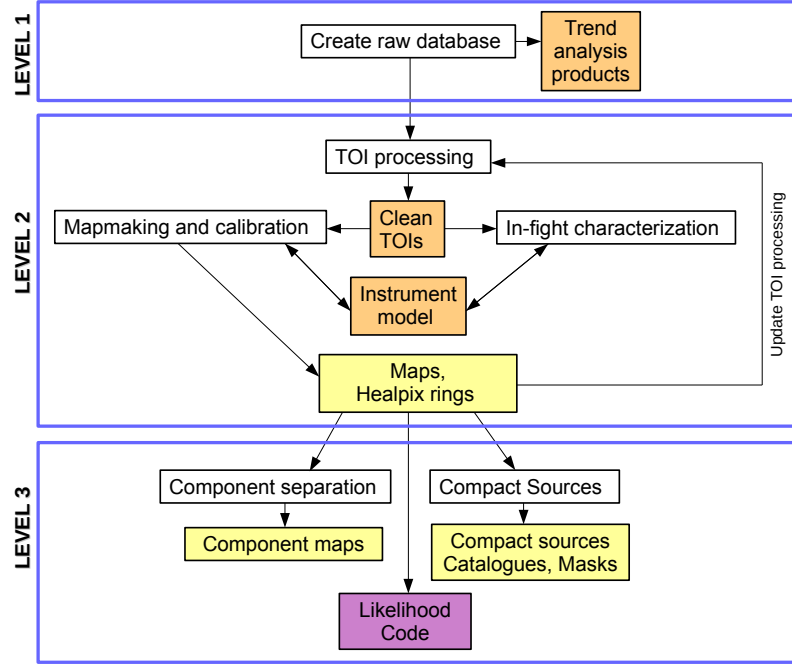 LEVEL 1
Create raw database
Trend
analysis
products
LEVEL 2
TOI processing
Mapmaking and calibration
Clean
TOIs
In-fight characterization
Instrument
model
Update TOI processing
Maps,
Healpix rings
LEVEL 3
Component separation
Compact Sources
Component maps
Compact sources
Catalogues, Masks
Likelihood
Code